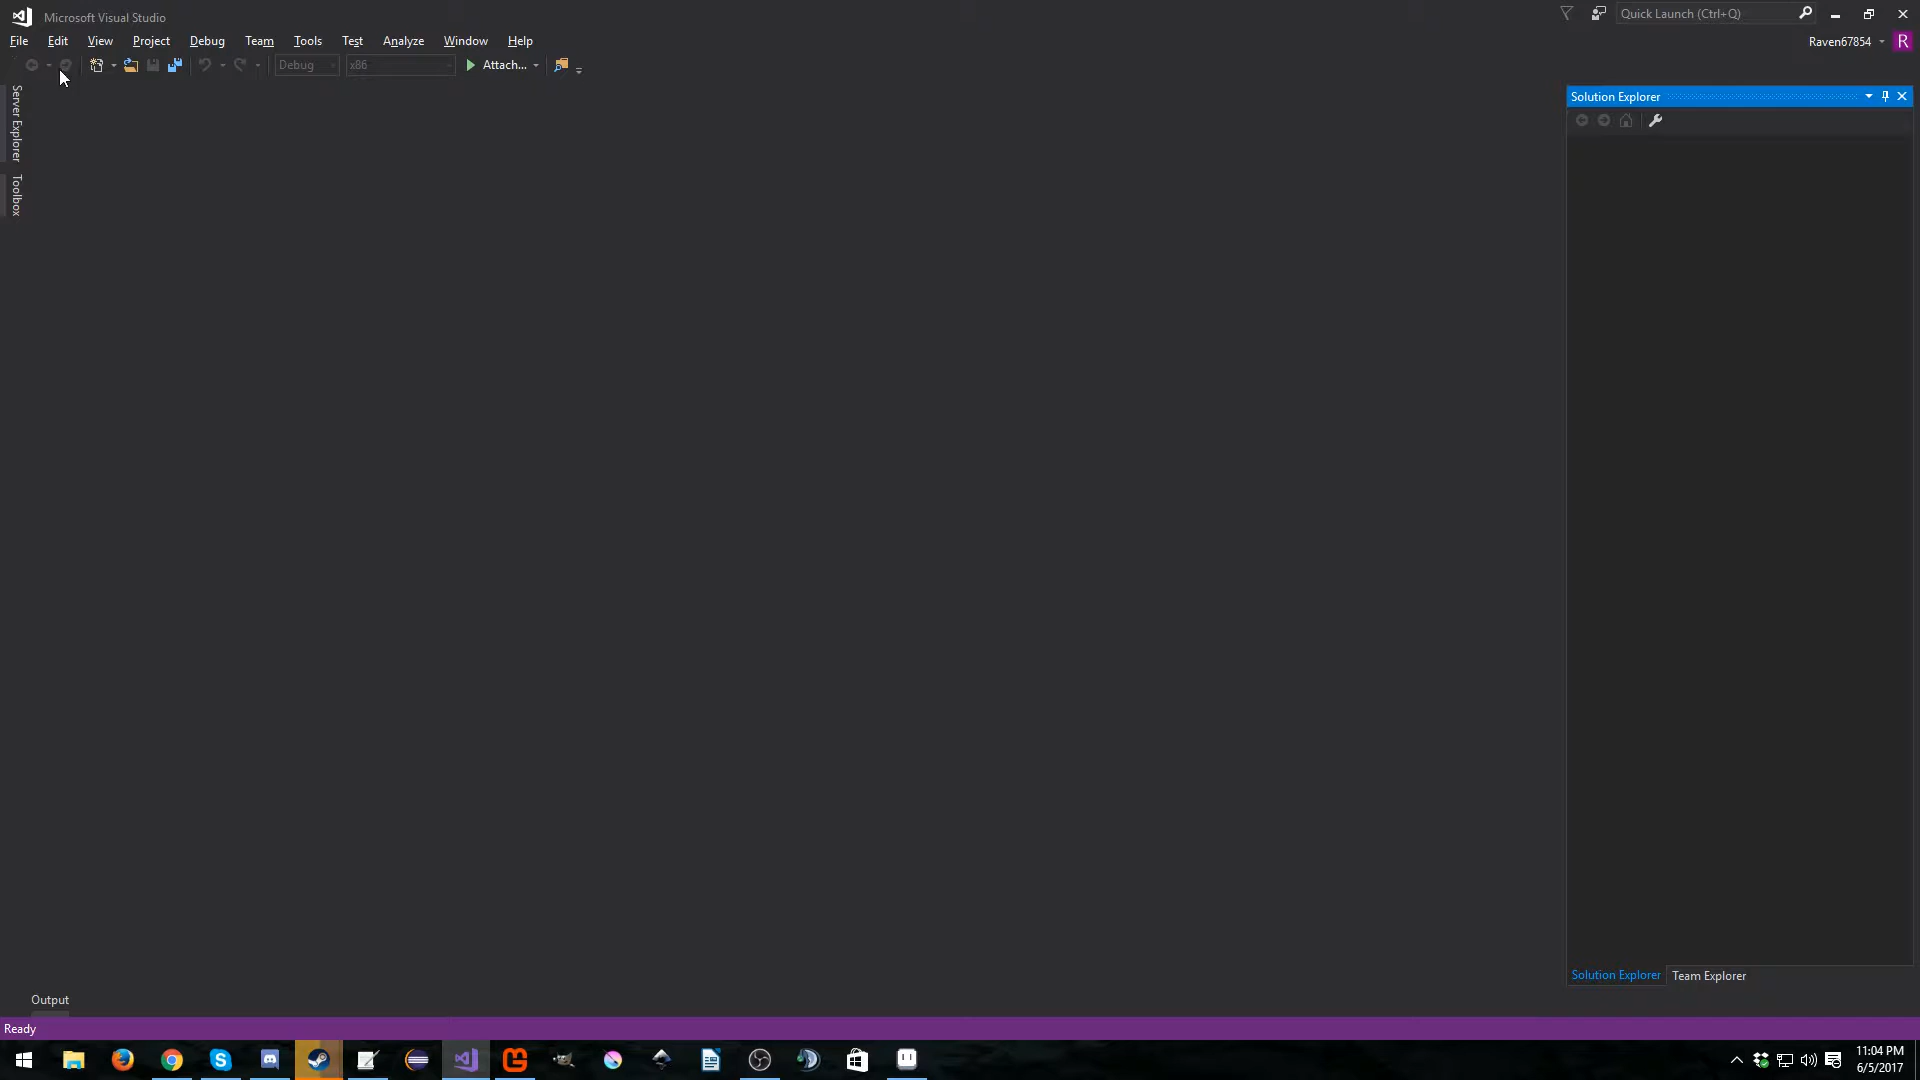 Microsoft Visual Studio
Quick Launch (Ctrl+Q)
File Edit View Project Debug Team Tools Test Analyze Window Help
Raven67854 R
Debug x86 Attach...
Server Explorer
Toolbox
Solution Explorer
Solution Explorer Team Explorer
Output
Ready
11:04 PM
6/5/2017